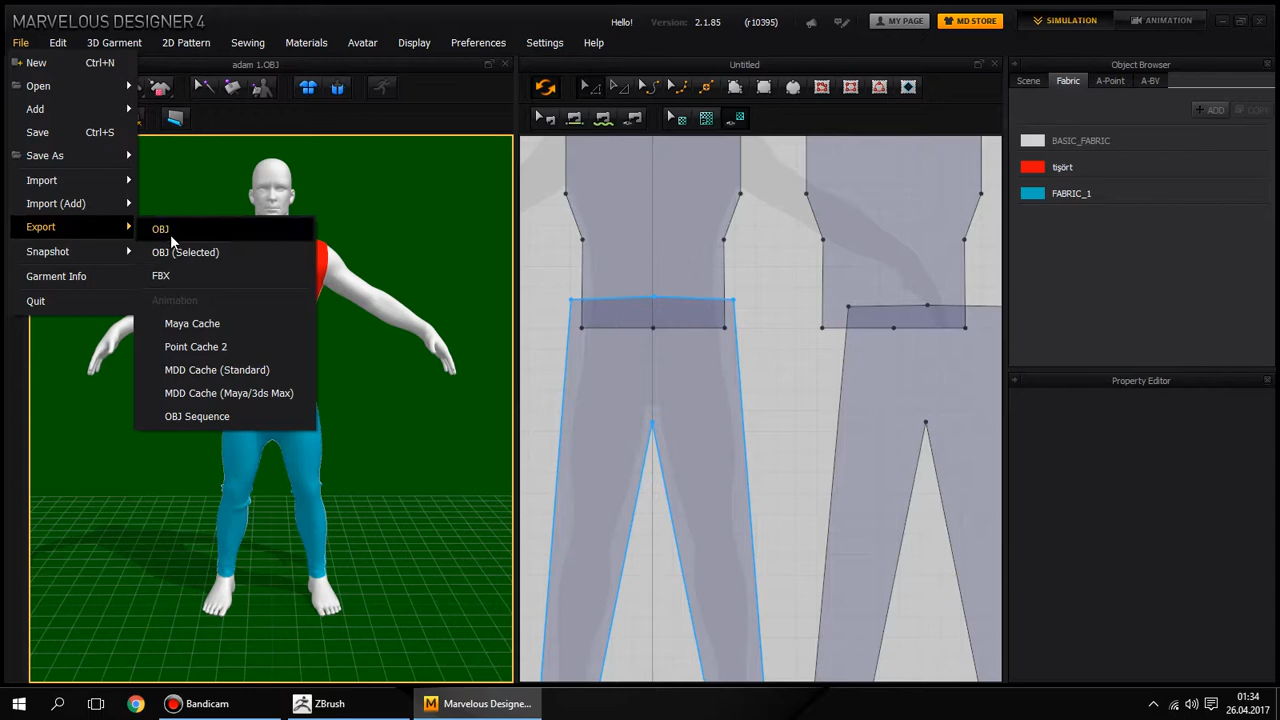 MARVELOUS DESIGNER 4
Hello!
Version: 2.1.85 (r10395)
MY PAGE
MD STORE
SIMULATION
ANIMATION
File Edit 3D Garment 2D Pattern Sewing Materials Avatar Display Preferences Settings Help
adam 1.OBJ
Untitled
Object Browser
New Ctrl+N
Open
Add
Save Ctrl+S
Save As
Import
Import (Add)
Export
Snapshot
Garment Info
Quit
OBJ
OBJ (Selected)
FBX
Animation
Maya Cache
Point Cache 2
MDD Cache (Standard)
MDD Cache (Maya/3ds Max)
OBJ Sequence
Scene Fabric A-Point A-BV
+ ADD COPY
BASIC_FABRIC
tişört
FABRIC_1
Property Editor
Bandicam
ZBrush
Marvelous Designe...
01:34
26.04.2017